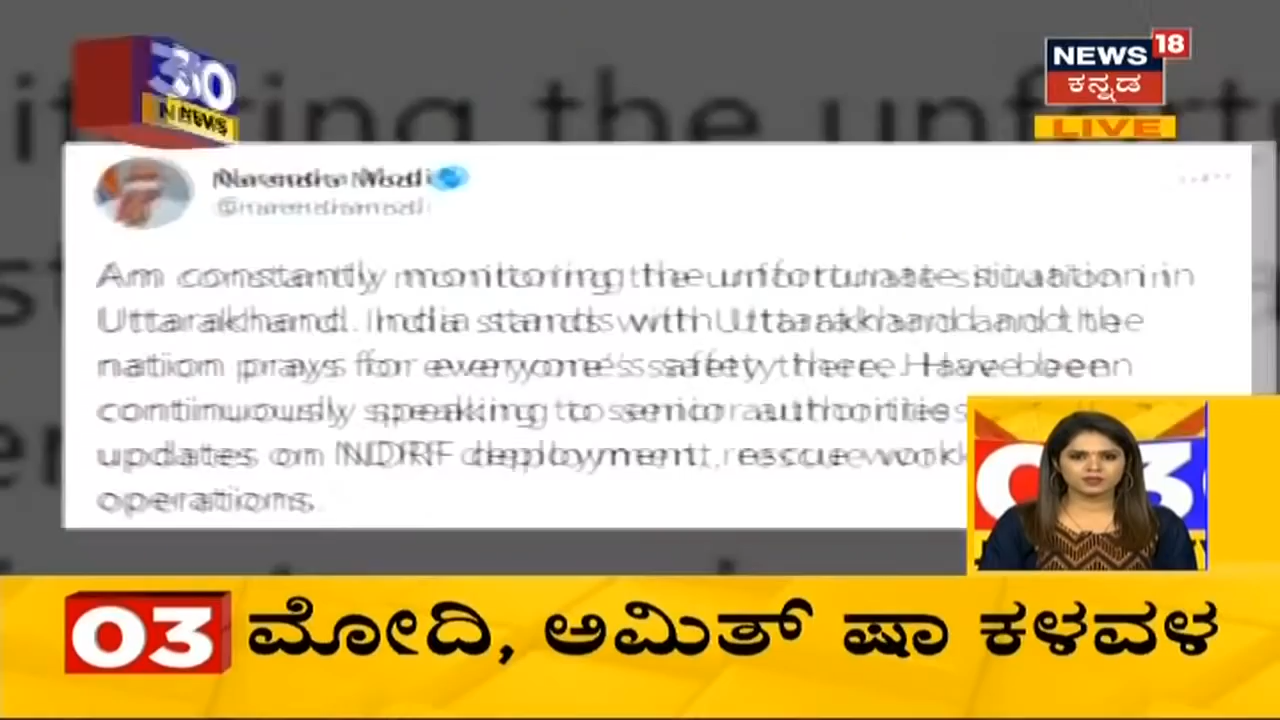 30
NEWS
NEWS 18
ಕನ್ನಡ
LIVE
Narendra Modi
@narendramodi
Am constantly monitoring the unfortunate situation in
Uttarakhand. India stands with Uttarakhand and the
nation prays for everyone's safety there. Have been
continuously speaking to senior authorities
updates on NDRF deployment, rescue work
operations.
03
03 ಮೋದಿ, ಅಮಿತ್ ಷಾ ಕಳವಳ